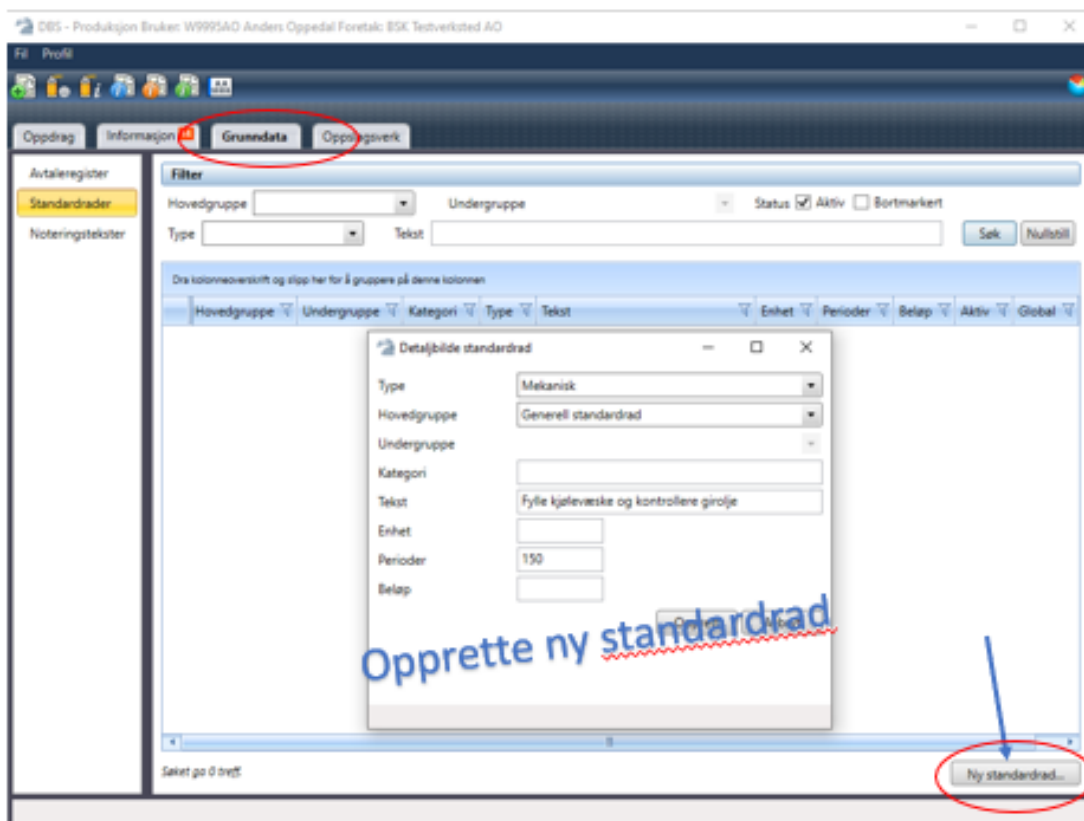 DBS - Produksjon Bruker: W9995AO Anders Oppedal Foretak: BSK Testverksted AO
Fil Profil
Oppdrag Informasjon Grunndata Oppslagsverk
Avtaleregister
Standardrader
Noteringstekster
Filter
Hovedgruppe Undergruppe Status Aktiv Bortmarkert
Type Tekst Søk Nullstill
Dra kolonneoverskrift og slipp her for å gruppere på denne kolonnen
Hovedgruppe Undergruppe Kategori Type Tekst Enhet Perioder Beløp Aktiv Global
Detaljbilde standardrad
Type Mekanisk
Hovedgruppe Generell standardrad
Undergruppe
Kategori
Tekst Fylle kjølevæske og kontrollere girolje
Enhet
Perioder 150
Beløp
Opprette ny standardrad
Søket ga 0 treff.
Ny standardrad...